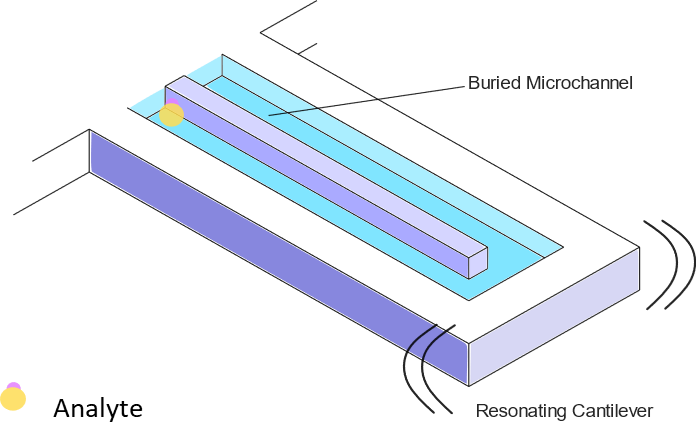 Buried Microchannel
Analyte
Resonating Cantilever